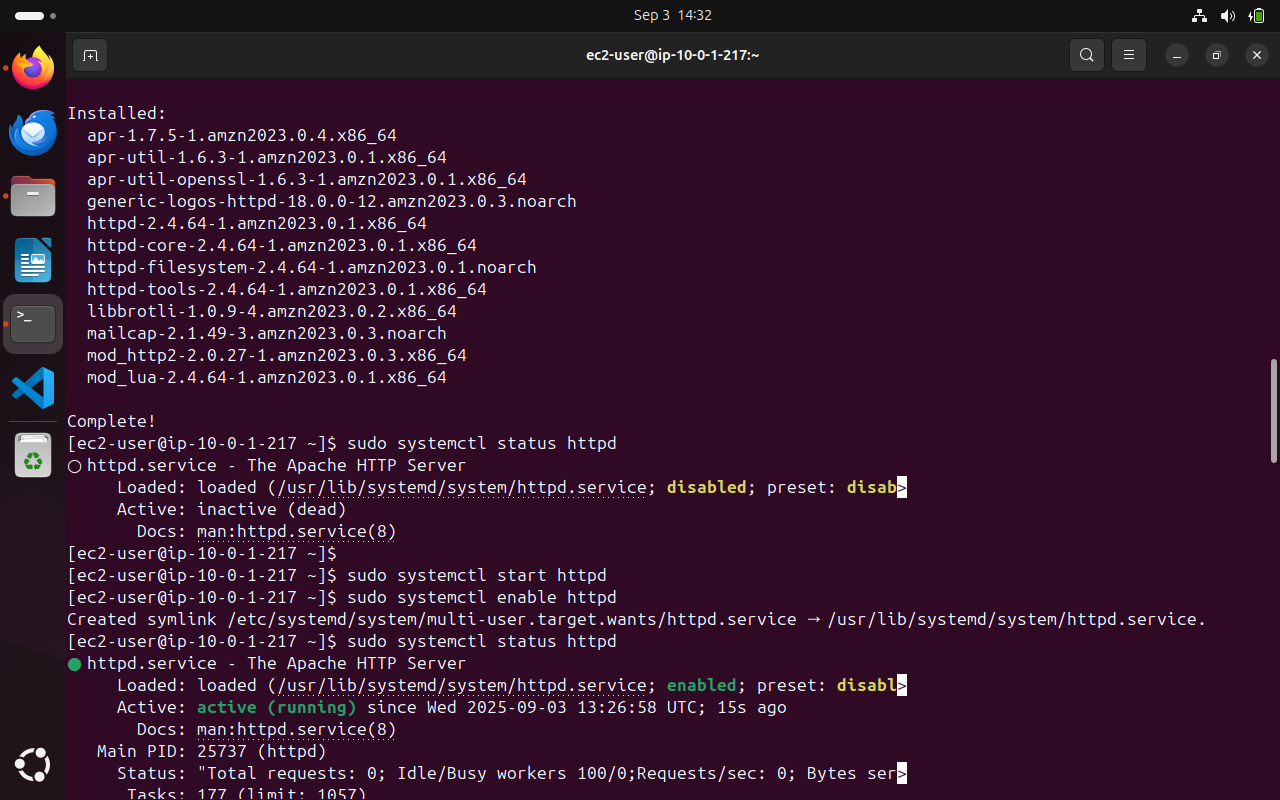 Sep 3 14:32
ec2-user@ip-10-0-1-217:~
Installed:
apr-1.7.5-1.amzn2023.0.4.x86_64
apr-util-1.6.3-1.amzn2023.0.1.x86_64
apr-util-openssl-1.6.3-1.amzn2023.0.1.x86_64
generic-logos-httpd-18.0.0-12.amzn2023.0.3.noarch
httpd-2.4.64-1.amzn2023.0.1.x86_64
httpd-core-2.4.64-1.amzn2023.0.1.x86_64
httpd-filesystem-2.4.64-1.amzn2023.0.1.noarch
httpd-tools-2.4.64-1.amzn2023.0.1.x86_64
libbrotli-1.0.9-4.amzn2023.0.2.x86_64
mailcap-2.1.49-3.amzn2023.0.3.noarch
mod_http2-2.0.27-1.amzn2023.0.3.x86_64
mod_lua-2.4.64-1.amzn2023.0.1.x86_64
Complete!
[ec2-user@ip-10-0-1-217 ~]$ sudo systemctl status httpd
○ httpd.service - The Apache HTTP Server
Loaded: loaded (/usr/lib/systemd/system/httpd.service; disabled; preset: disab>
Active: inactive (dead)
Docs: man:httpd.service(8)
[ec2-user@ip-10-0-1-217 ~]$
[ec2-user@ip-10-0-1-217 ~]$ sudo systemctl start httpd
[ec2-user@ip-10-0-1-217 ~]$ sudo systemctl enable httpd
Created symlink /etc/systemd/system/multi-user.target.wants/httpd.service → /usr/lib/systemd/system/httpd.service.
[ec2-user@ip-10-0-1-217 ~]$ sudo systemctl status httpd
● httpd.service - The Apache HTTP Server
Loaded: loaded (/usr/lib/systemd/system/httpd.service; enabled; preset: disabl>
Active: active (running) since Wed 2025-09-03 13:26:58 UTC; 15s ago
Docs: man:httpd.service(8)
Main PID: 25737 (httpd)
Status: "Total requests: 0; Idle/Busy workers 100/0;Requests/sec: 0; Bytes ser>
Tasks: 177 (limit: 1057)